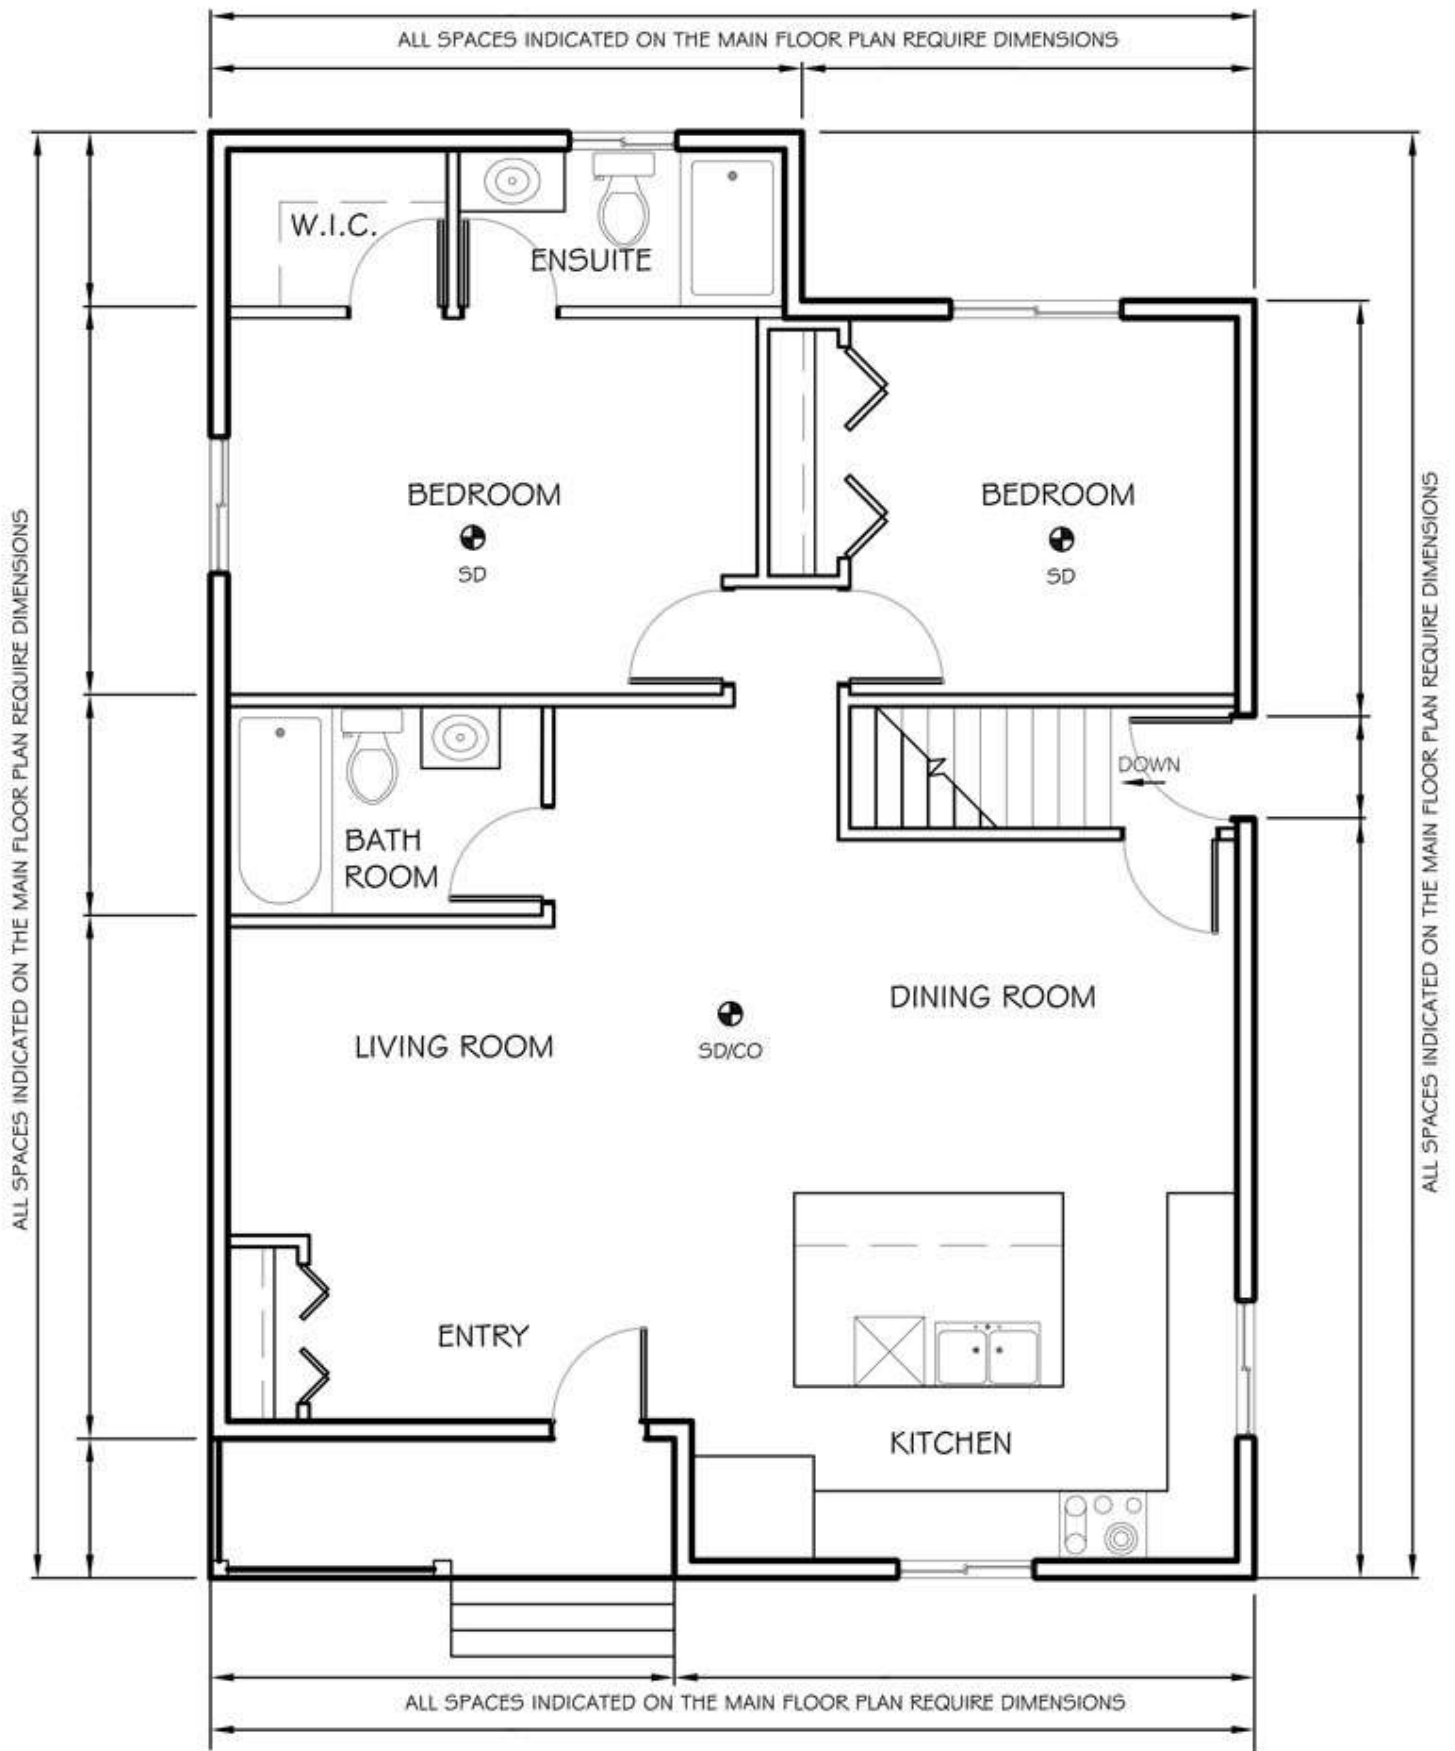 ALL SPACES INDICATED ON THE MAIN FLOOR PLAN REQUIRE DIMENSIONS
W.I.C.
ENSUITE
BEDROOM
SD
BEDROOM
SD
ALL SPACES INDICATED ON THE MAIN FLOOR PLAN REQUIRE DIMENSIONS
ALL SPACES INDICATED ON THE MAIN FLOOR PLAN REQUIRE DIMENSIONS
DOWN
BATH
ROOM
DINING ROOM
LIVING ROOM
SD/CO
ENTRY
KITCHEN
ALL SPACES INDICATED ON THE MAIN FLOOR PLAN REQUIRE DIMENSIONS